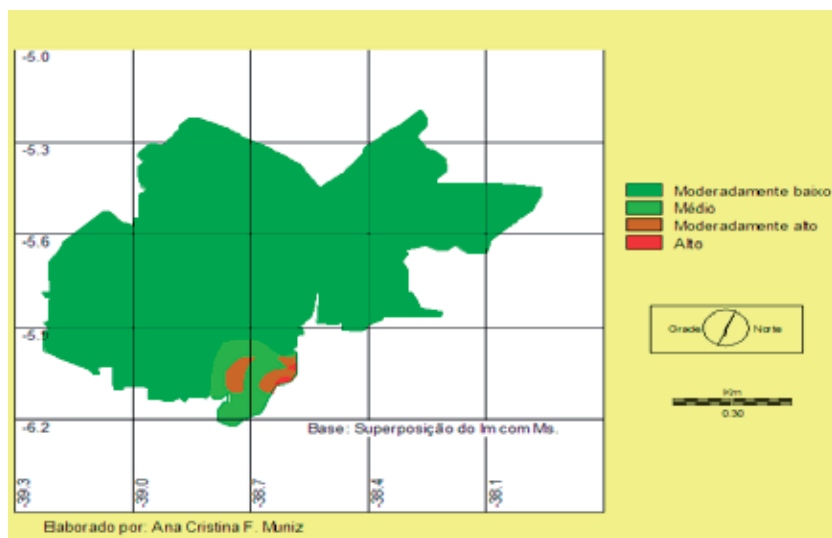 -5.0
-5.3
-5.6
-5.9
-6.2
-39.3
-39.0
-38.7
-38.4
-38.1
Base: Superposição do Im com Ms.
Elaborado por: Ana Cristina F. Muniz
Moderadamente baixo
Médio
Moderadamente alto
Alto
Grade Norte
Km
0.30